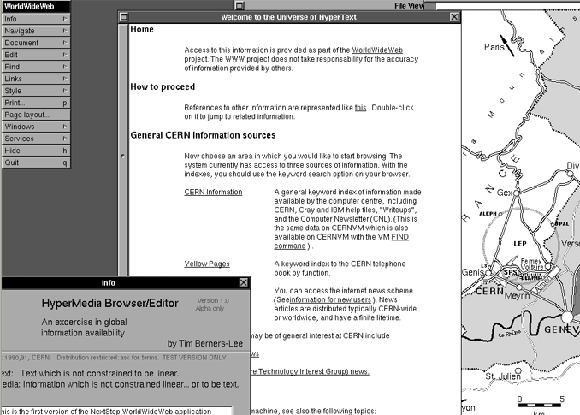 WorldWideWeb
Info
Navigate
Document
Edit
Find
Links
Style
Print... p
Page layout...
Windows
Services
Hide h
Quit q
File View
Welcome to the Universe of HyperText
Home
Access to this information is provided as part of the WorldWideWeb
project. The WWW project does not take responsibility for the accuracy
of information provided by others.
How to proceed
References to other information are represented like this. Double-click
on it to jump to related information.
General CERN Information sources
Now choose an area in which you would like to start browsing. The
system currently has access to three sources of information. With the
indexes, you should use the keyword search option on your browser.
CERN Information
A general keyword index of information made
available by the computer centre, including
CERN, Cray and IBM help files, "Writeups",
and the Computer Newsletter (CNL). (This is
the same data on CERNVM which is also
available on CERNVM with the VM FIND
command ).
Yellow Pages
A keyword index to the CERN telephone
book by function.
You can access the internet news scheme
(See information for new users ). News
articles are distributed typically CERN-wide
or worldwide, and have a finite lifetime.
may be of general interest at CERN include
ws
e Technology Interest Group) news.
machine, see also the following topics:
Info
HyperMedia Browser/Editor
Version 1.0
Alpha only
An excercise in global
information availability
by Tim Berners-Lee
1990,91, CERN. Distribution restricted: ask for terms. TEST VERSION ONLY
ext: Text which is not constrained to be linear.
edia: Information which is not constrained linear... or to be text.
his is the first version of the NextStep WorldWideWeb application
Paris
RANCE
Div
Gex
ALEPH
OPAL
LEP
Verso
Ferney
Voltaire
SPS
Genis
CERN
Meyrin
GENEV
St. Julien
0 5
km